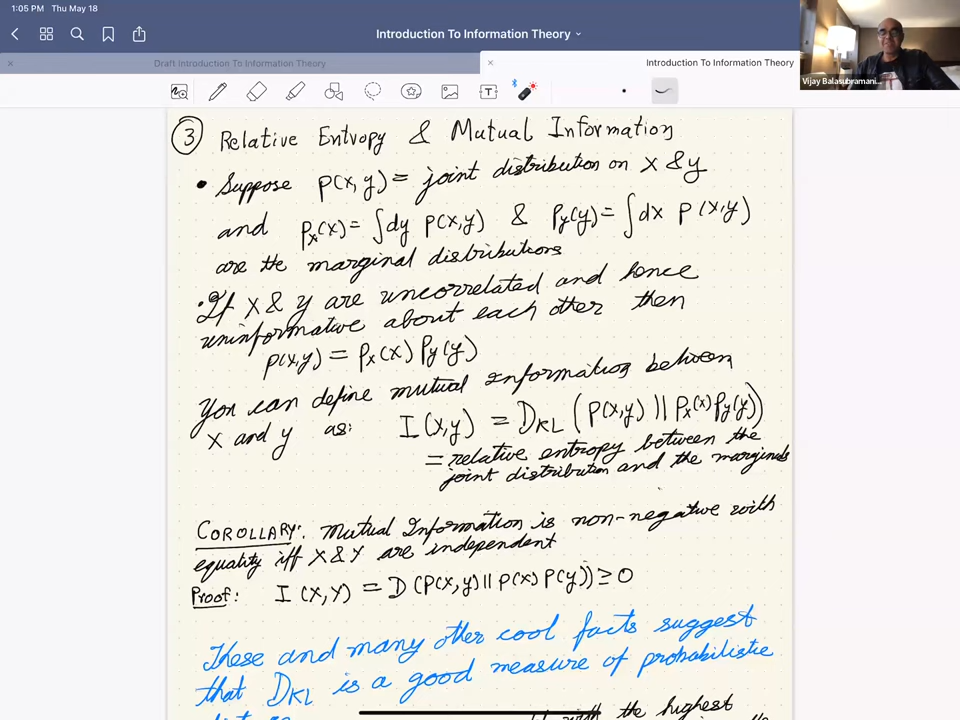 1:05 PM Thu May 18
Introduction To Information Theory
Draft Introduction To Information Theory
Introduction To Information Theory
Vijay Balasubramani...
③ Relative Entropy & Mutual Information
• Suppose p(x,y) = joint distribution on X & y
and Px(x) = ∫dy p(x,y) & Py(y) = ∫dx p(x,y)
are the marginal distributions
• If X & y are uncorrelated and hence
uninformative about each other then
p(x,y) = Px(x) Py(y)
You can define mutual information between
X and y as: I(x,y) = D_KL (p(x,y) || Px(x) Py(y))
= relative entropy between the
joint distribution and the marginals
COROLLARY: Mutual Information is non-negative with
equality iff X & Y are independent
Proof: I(X,Y) = D(p(x,y) || p(x) p(y)) ≥ 0
These and many other cool facts suggest
that D_KL is a good measure of probabilistic
with the highest